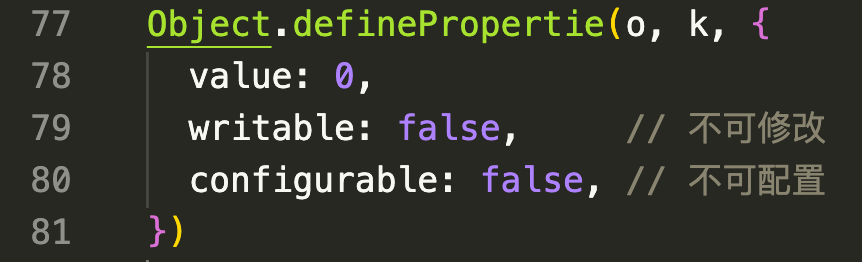 77 Object.definePropertie(o, k, {
78 value: 0,
79 writable: false, // 不可修改
80 configurable: false, // 不可配置
81 })